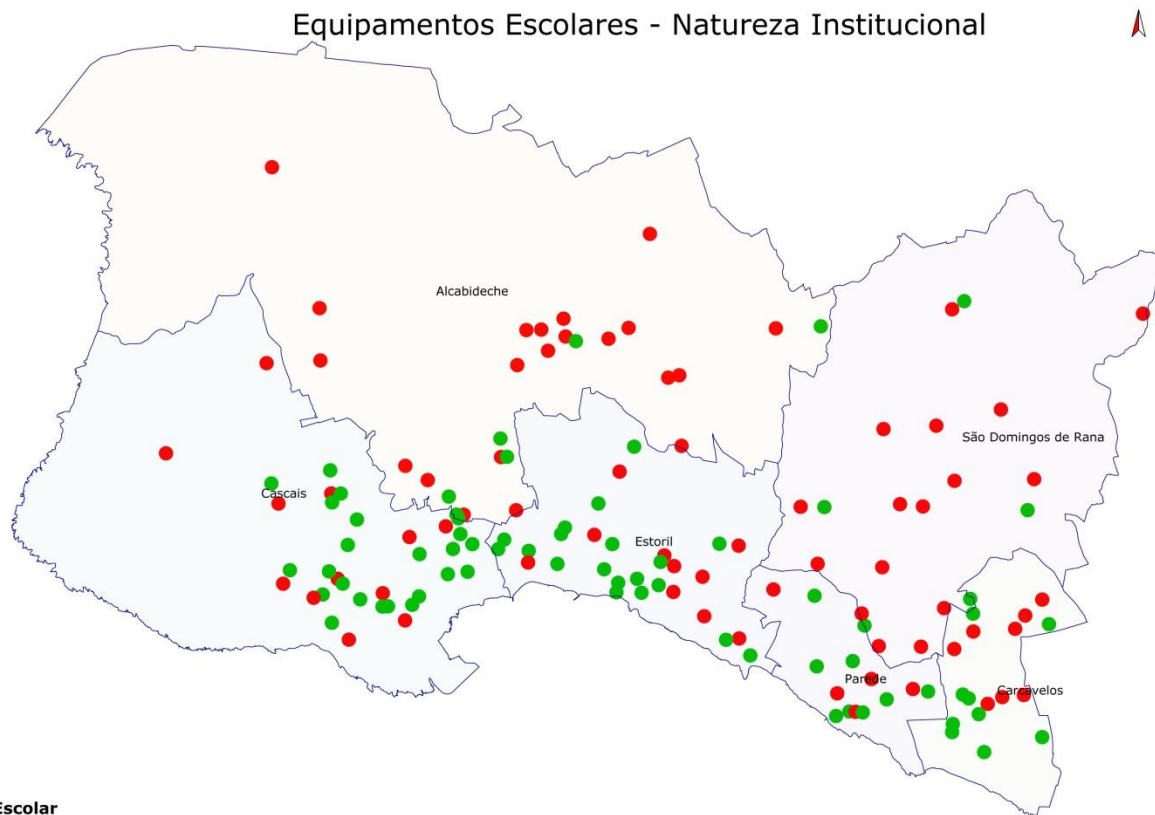 Equipamentos Escolares - Natureza Institucional
Alcabideche
São Domingos de Rana
Cascais
Estoril
Parede
Carcavelos
Escolar